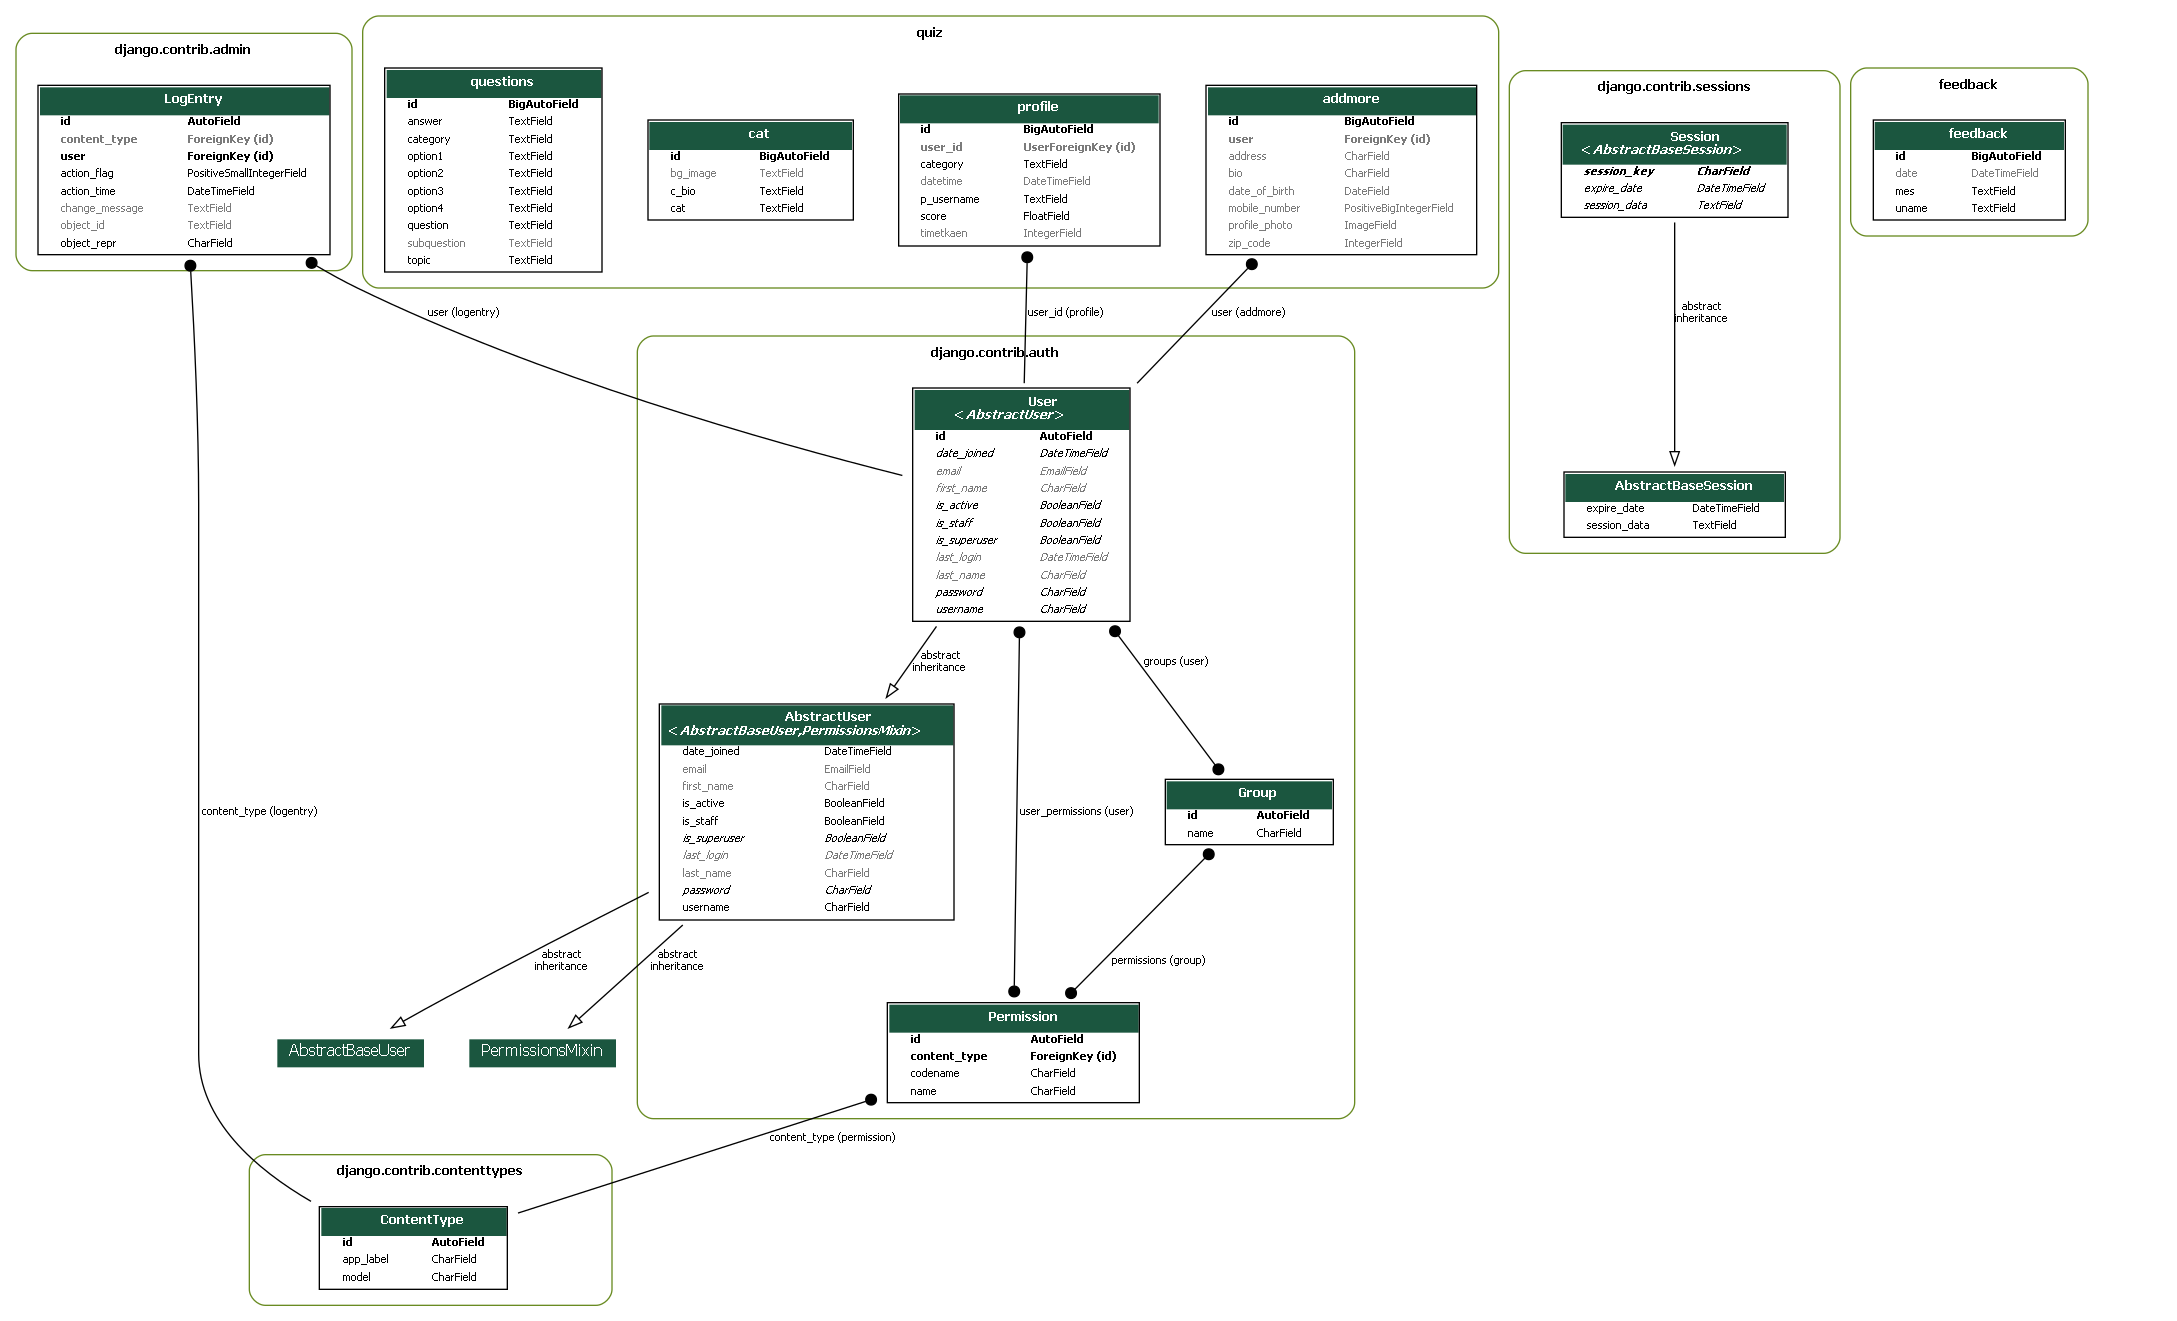 django.contrib.admin
LogEntry
id AutoField
content_type ForeignKey (id)
user ForeignKey (id)
action_flag PositiveSmallIntegerField
action_time DateTimeField
change_message TextField
object_id TextField
object_repr CharField
quiz
questions
id BigAutoField
answer TextField
category TextField
option1 TextField
option2 TextField
option3 TextField
option4 TextField
question TextField
subquestion TextField
topic TextField
cat
id BigAutoField
bg_image TextField
c_bio TextField
cat TextField
profile
id BigAutoField
user_id UserForeignKey (id)
category TextField
datetime DateTimeField
p_username TextField
score FloatField
timetkaen IntegerField
addmore
id BigAutoField
user ForeignKey (id)
address CharField
bio CharField
date_of_birth DateField
mobile_number PositiveBigIntegerField
profile_photo ImageField
zip_code IntegerField
django.contrib.sessions
Session
<AbstractBaseSession>
session_key CharField
expire_date DateTimeField
session_data TextField
abstract
inheritance
AbstractBaseSession
expire_date DateTimeField
session_data TextField
feedback
feedback
id BigAutoField
date DateTimeField
mes TextField
uname TextField
user (logentry)
user_id (profile)
user (addmore)
django.contrib.auth
User
<AbstractUser>
id AutoField
date_joined DateTimeField
email EmailField
first_name CharField
is_active BooleanField
is_staff BooleanField
is_superuser BooleanField
last_login DateTimeField
last_name CharField
password CharField
username CharField
abstract
inheritance
groups (user)
AbstractUser
<AbstractBaseUser,PermissionsMixin>
date_joined DateTimeField
email EmailField
first_name CharField
is_active BooleanField
is_staff BooleanField
is_superuser BooleanField
last_login DateTimeField
last_name CharField
password CharField
username CharField
user_permissions (user)
Group
id AutoField
name CharField
content_type (logentry)
abstract
inheritance
abstract
inheritance
permissions (group)
AbstractBaseUser
PermissionsMixin
Permission
id AutoField
content_type ForeignKey (id)
codename CharField
name CharField
content_type (permission)
django.contrib.contenttypes
ContentType
id AutoField
app_label CharField
model CharField